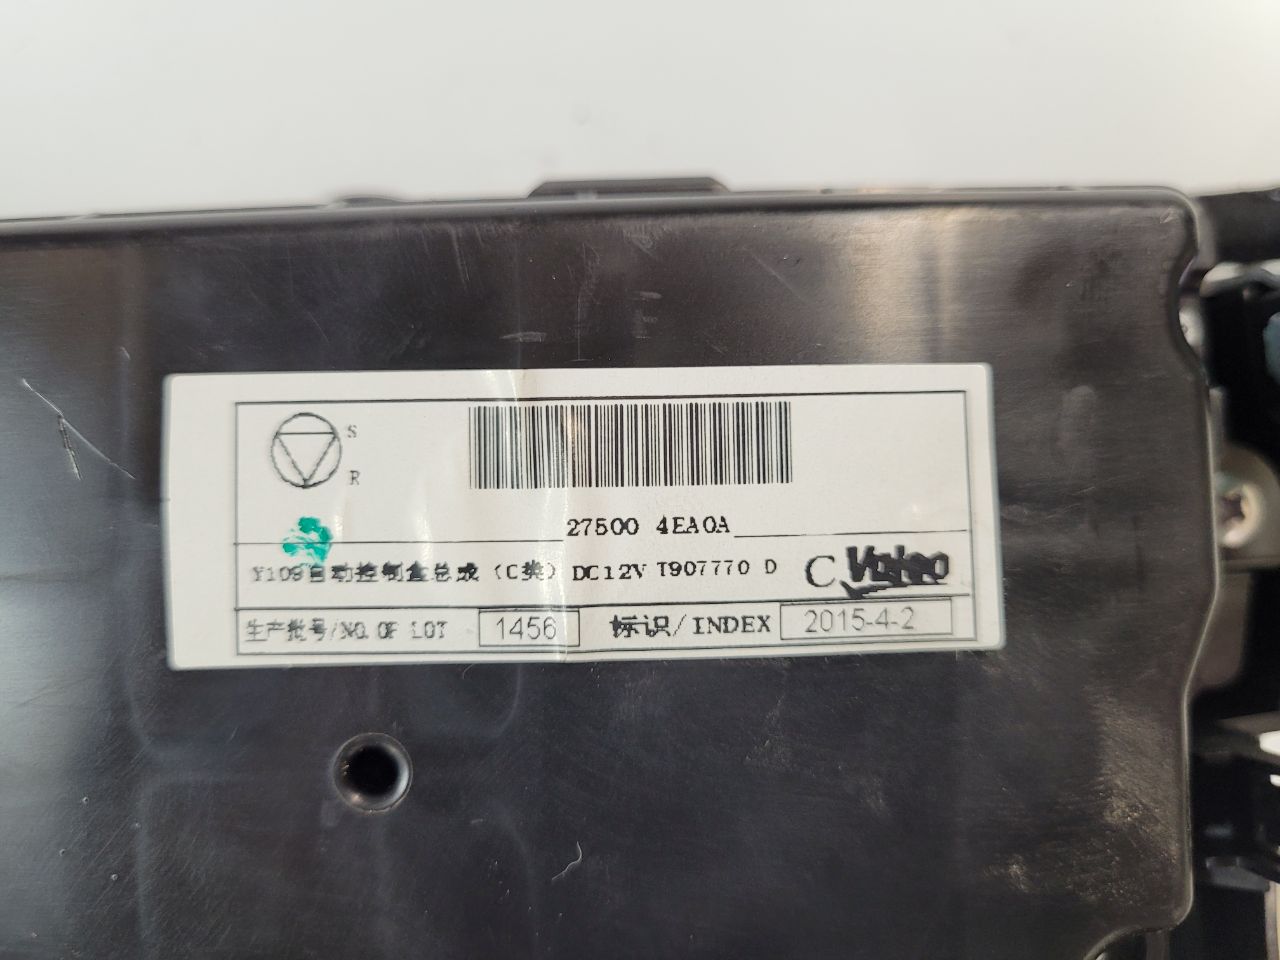 S
R
27500 4EA0A
Y109自动控制盒总成 (C类) DC12V T907770 D C Valeo
生产批号/NO.OF LOT 1456 标识/INDEX 2015-4-2